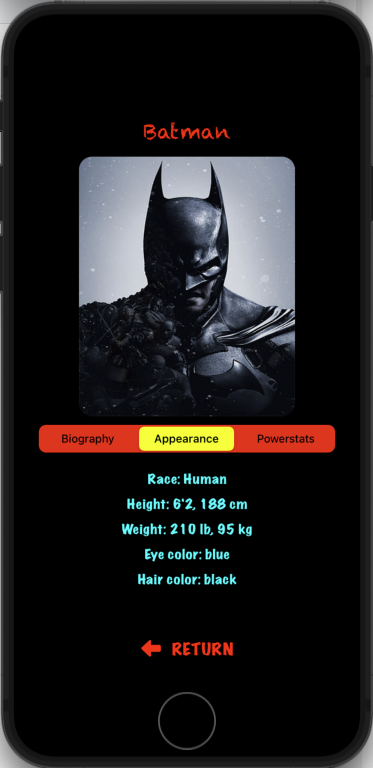 Batman
Biography Appearance Powerstats
Race: Human
Height: 6'2, 188 cm
Weight: 210 lb, 95 kg
Eye color: blue
Hair color: black
RETURN